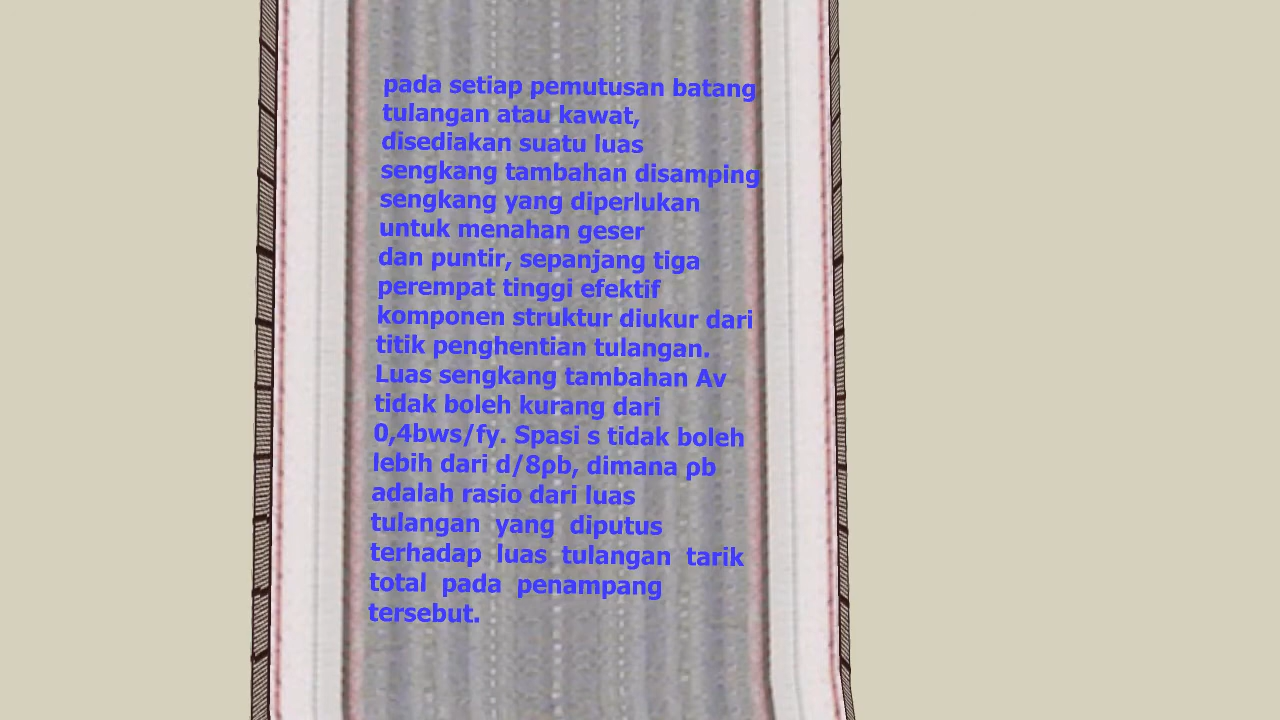 pada setiap pemutusan batang
tulangan atau kawat,
disediakan suatu luas
sengkang tambahan disamping
sengkang yang diperlukan
untuk menahan geser
dan puntir, sepanjang tiga
perempat tinggi efektif
komponen struktur diukur dari
titik penghentian tulangan.
Luas sengkang tambahan Av
tidak boleh kurang dari
0,4bws/fy. Spasi s tidak boleh
lebih dari d/8ρb, dimana ρb
adalah rasio dari luas
tulangan yang diputus
terhadap luas tulangan tarik
total pada penampang
tersebut.